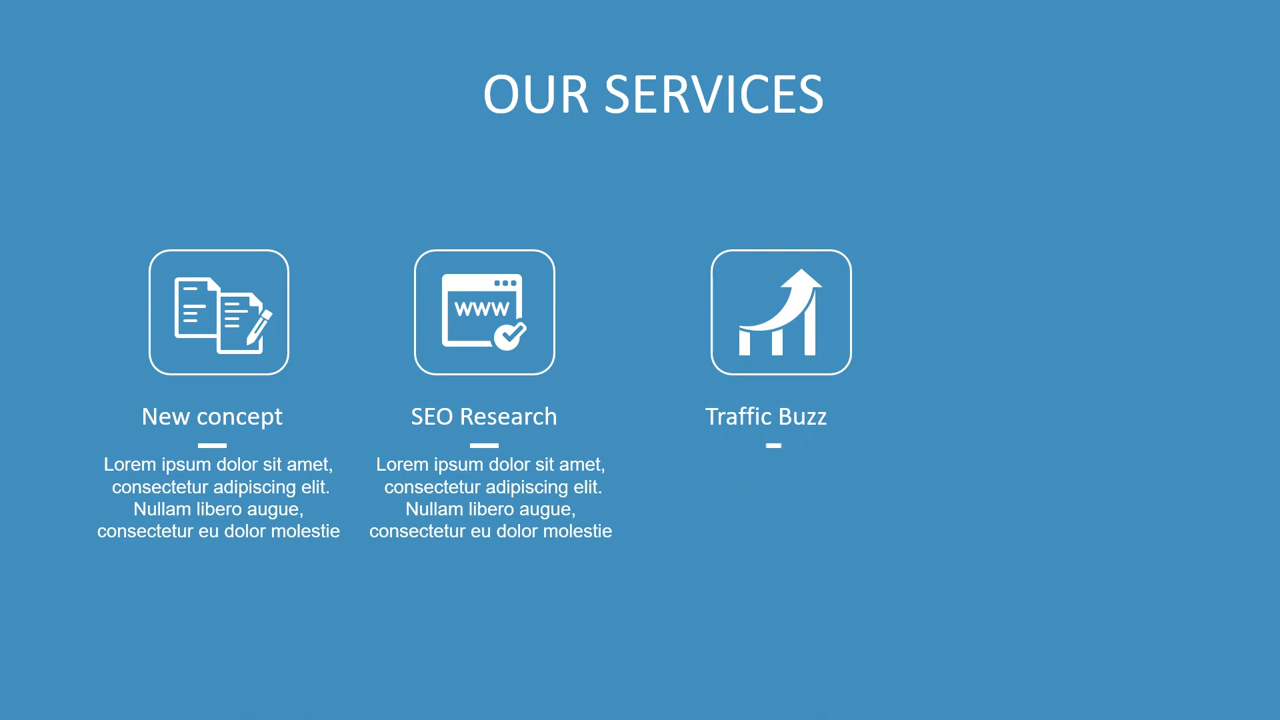 OUR SERVICES
WWW
New concept
Lorem ipsum dolor sit amet,
consectetur adipiscing elit.
Nullam libero augue,
consectetur eu dolor molestie
SEO Research
Lorem ipsum dolor sit amet,
consectetur adipiscing elit.
Nullam libero augue,
consectetur eu dolor molestie
Traffic Buzz